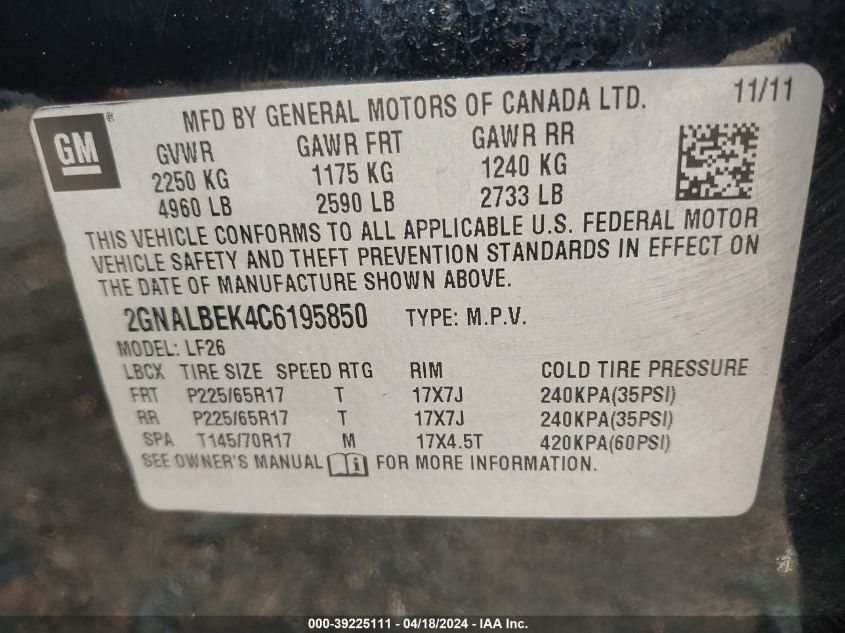 GM ®
MFD BY GENERAL MOTORS OF CANADA LTD. 11/11
GVWR GAWR FRT GAWR RR
2250 KG 1175 KG 1240 KG
4960 LB 2590 LB 2733 LB
THIS VEHICLE CONFORMS TO ALL APPLICABLE U.S. FEDERAL MOTOR
VEHICLE SAFETY AND THEFT PREVENTION STANDARDS IN EFFECT ON
THE DATE OF MANUFACTURE SHOWN ABOVE.
2GNALBEK4C6195850 TYPE: M.P.V.
MODEL: LF26
LBCX TIRE SIZE SPEED RTG RIM COLD TIRE PRESSURE
FRT P225/65R17 T 17X7J 240KPA(35PSI)
RR P225/65R17 T 17X7J 240KPA(35PSI)
SPA T145/70R17 M 17X4.5T 420KPA(60PSI)
SEE OWNER'S MANUAL i FOR MORE INFORMATION.
000-39225111 - 04/18/2024 - IAA Inc.